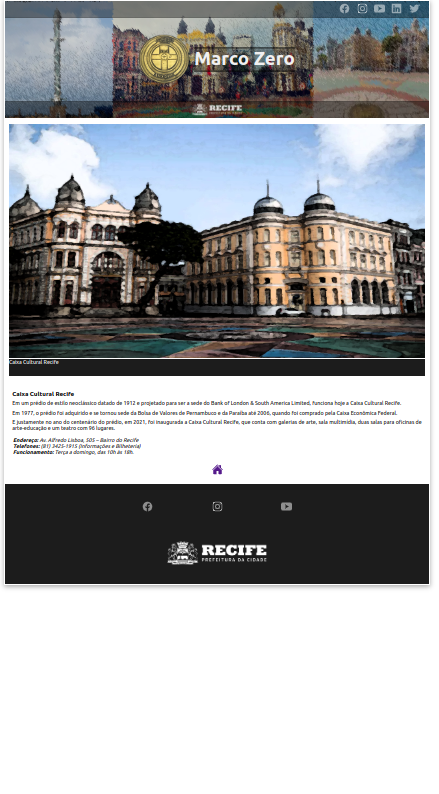 Marco Zero
RECIFE
Caixa Cultural Recife
Caixa Cultural Recife
Em um prédio de estilo neoclássico datado de 1912 e projetado para ser a sede do Bank of London & South America Limited, funciona hoje a Caixa Cultural Recife.
Em 1977, o prédio foi adquirido e se tornou sede da Bolsa de Valores de Pernambuco e da Paraíba até 2006, quando foi comprado pela Caixa Econômica Federal.
E justamente no ano do centenário do prédio, em 2021, foi inaugurada a Caixa Cultural Recife, que conta com galerias de arte, sala multimídia, duas salas para oficinas de
arte-educação e um teatro com 96 lugares.
Endereço: Av. Alfredo Lisboa, 505 – Bairro do Recife
Telefones: (81) 3425-1915 (Informações e Bilheteria)
Funcionamento: Terça a domingo, das 10h às 18h.
RECIFE
PREFEITURA DA CIDADE